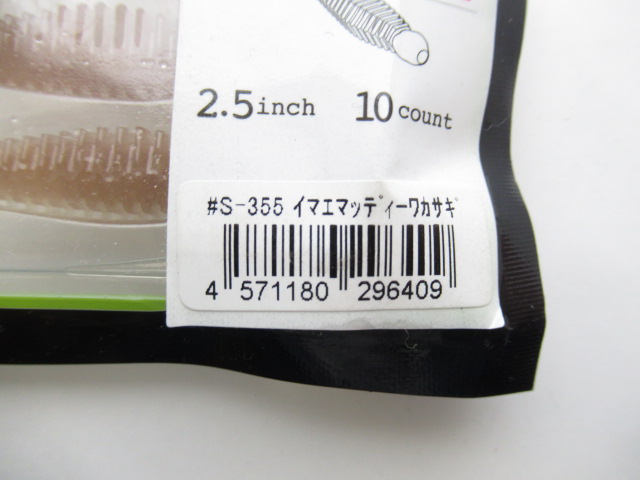 2.5inch 10count
#S-355 ｲﾏｴﾏｯﾃﾞｨｰﾜｶｻｷﾞ
4 571180 296409